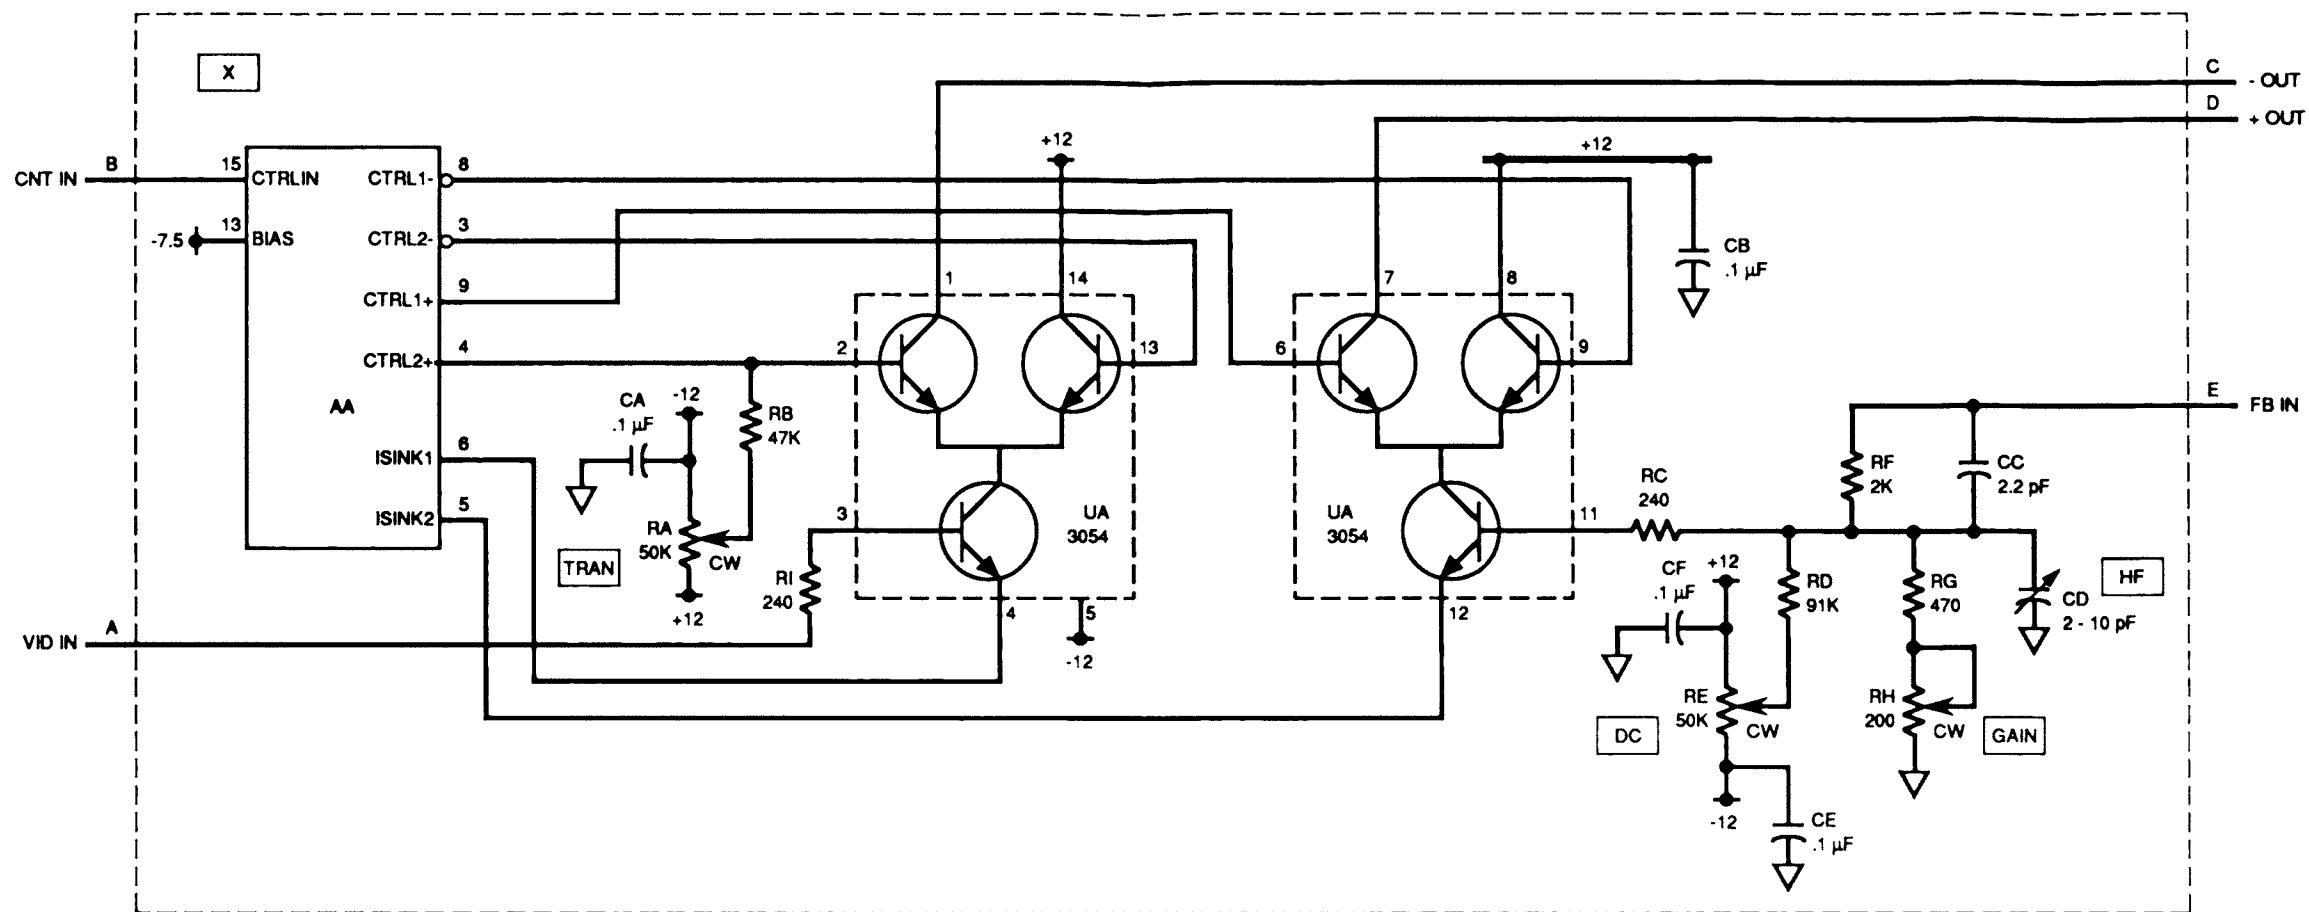 X
C
- OUT
D
+ OUT
+12
+12
CNT IN
B
15
CTRLIN
CTRL1-
8
-7.5
13
BIAS
CTRL2-
3
CTRL1+
9
CTRL2+
4
AA
ISINK1
6
ISINK2
5
CB
.1 µF
1
14
7
8
2
13
6
9
-12
CA
.1 µF
RB
47K
RA
50K
CW
TRAN
+12
3
UA
3054
RI
240
4
5
-12
VID IN
A
UA
3054
11
12
RC
240
E
FB IN
RF
2K
CC
2.2 pF
CF
.1 µF
+12
RD
91K
RG
470
CD
2 - 10 pF
HF
RE
50K
CW
DC
RH
200
CW
GAIN
-12
CE
.1 µF